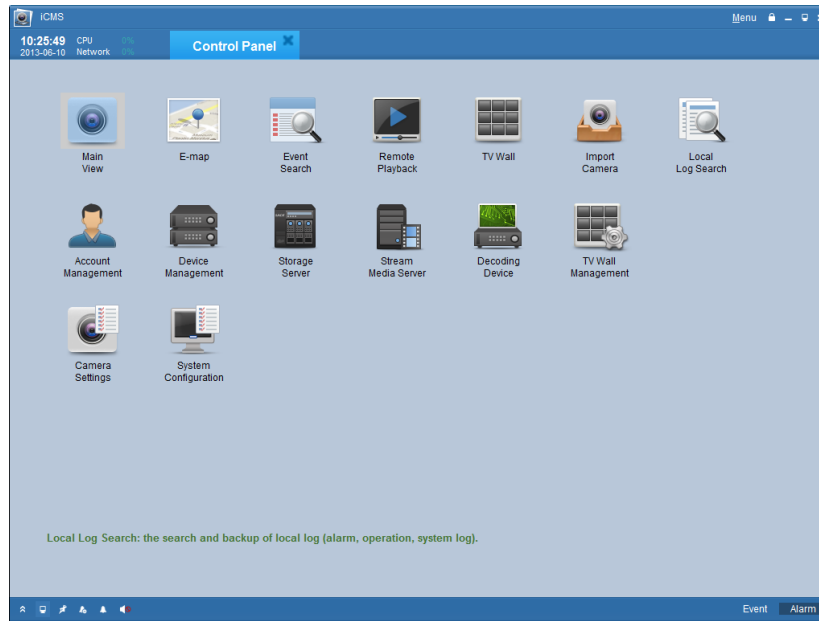 iCMS
Menu
10:25:49 CPU 0%
2013-06-10 Network 0%
Control Panel
Main
View
E-map
Event
Search
Remote
Playback
TV Wall
Import
Camera
Local
Log Search
Account
Management
Device
Management
Storage
Server
Stream
Media Server
Decoding
Device
TV Wall
Management
Camera
Settings
System
Configuration
Local Log Search: the search and backup of local log (alarm, operation, system log).
Event Alarm